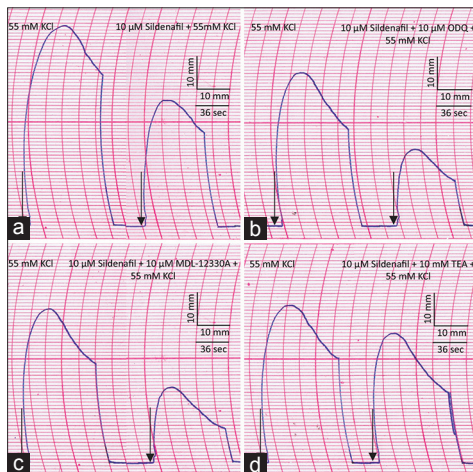 55 mM KCl
10 µM Sildenafil + 55mM KCl
10 mm
10 mm
36 sec
a
55 mM KCl
10 µM Sildenafil + 10 µM ODQ +
55 mM KCl
10 mm
10 mm
36 sec
b
55 mM KCl
10 µM Sildenafil + 10 µM MDL-12330A +
55 mM KCl
10 mm
10 mm
36 sec
c
55 mM KCl
10 µM Sildenafil + 10 mM TEA +
55 mM KCl
10 mm
10 mm
36 sec
d